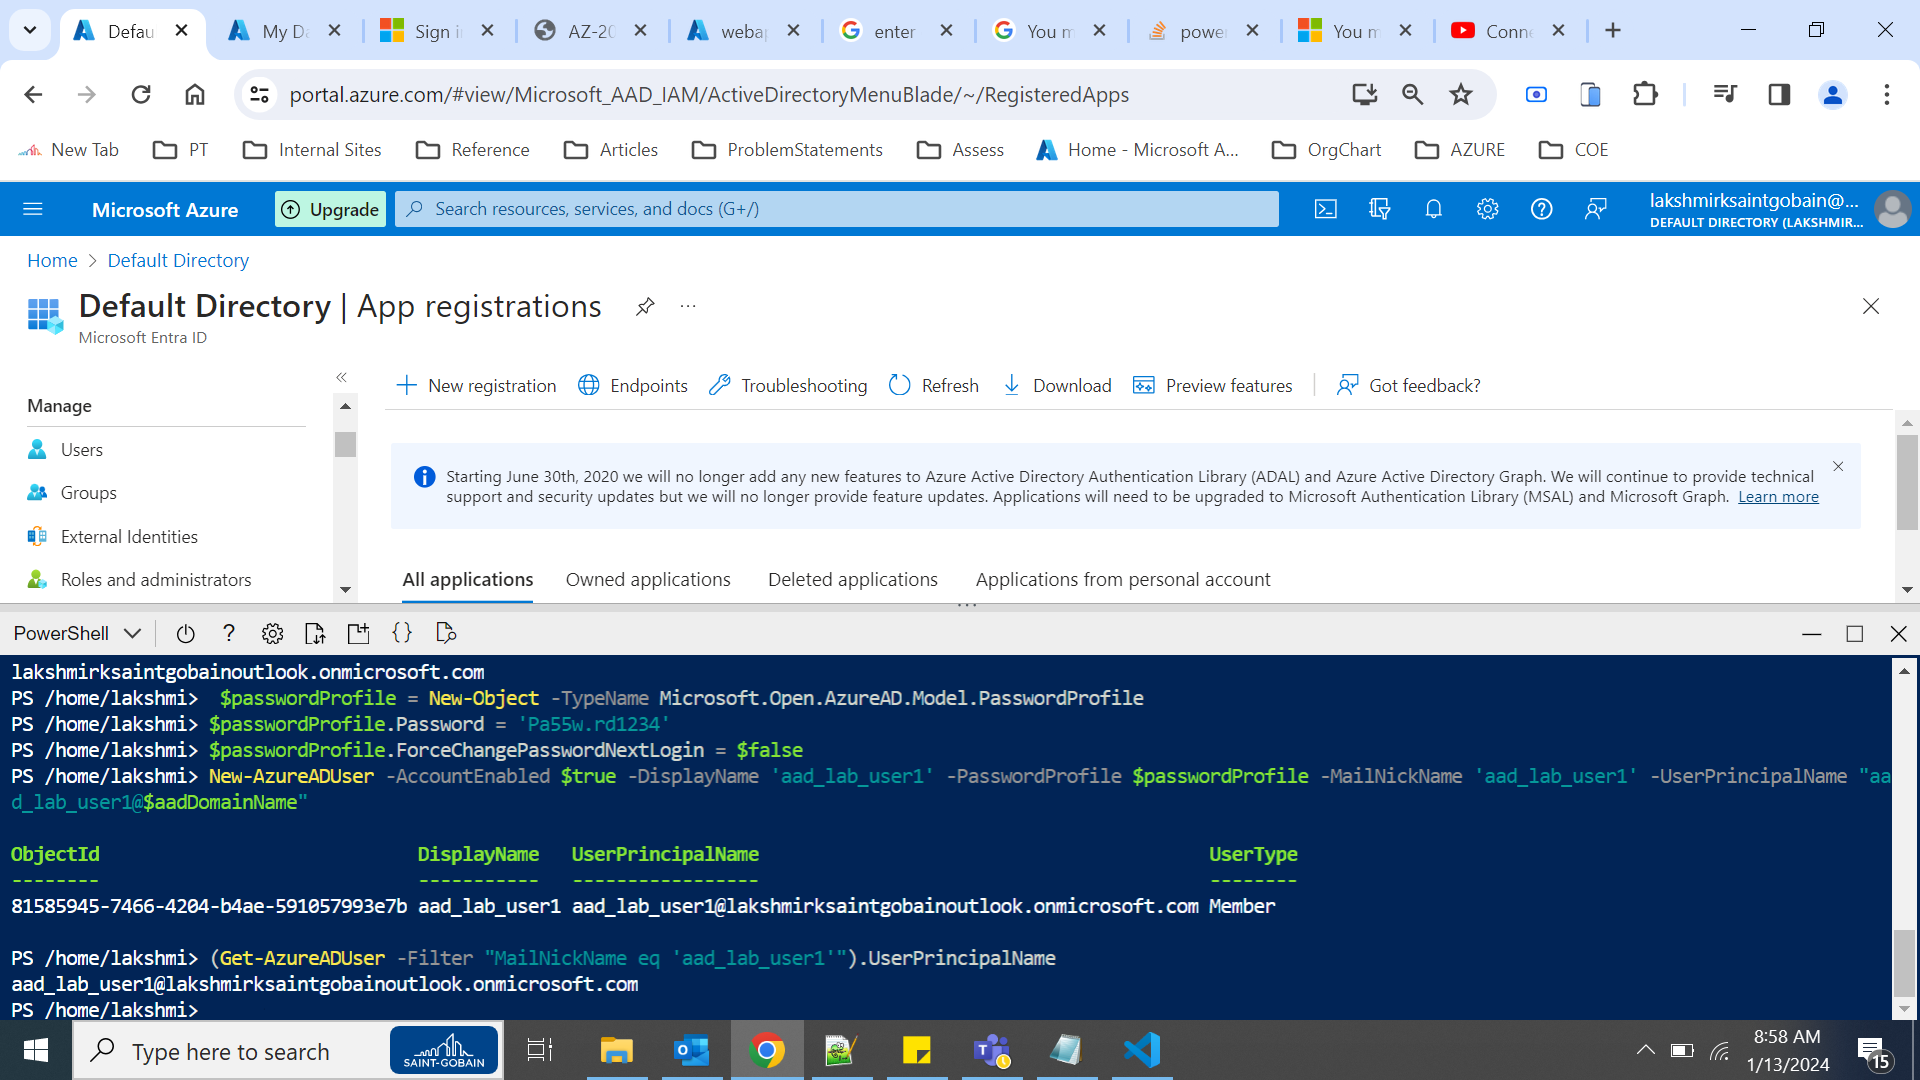 Defau
My Da
Sign i
AZ-20
weba
enter
You m
power
You m
Conne
portal.azure.com/#view/Microsoft_AAD_IAM/ActiveDirectoryMenuBlade/~/RegisteredApps
New Tab
PT
Internal Sites
Reference
Articles
ProblemStatements
Assess
Home - Microsoft A...
OrgChart
AZURE
COE
Microsoft Azure
Upgrade
Search resources, services, and docs (G+/)
lakshmirksaintgobain@...
DEFAULT DIRECTORY (LAKSHMIR...
Home > Default Directory
Default Directory | App registrations
Microsoft Entra ID
New registration
Endpoints
Troubleshooting
Refresh
Download
Preview features
Got feedback?
Manage
Users
Groups
External Identities
Roles and administrators
Starting June 30th, 2020 we will no longer add any new features to Azure Active Directory Authentication Library (ADAL) and Azure Active Directory Graph. We will continue to provide technical
support and security updates but we will no longer provide feature updates. Applications will need to be upgraded to Microsoft Authentication Library (MSAL) and Microsoft Graph. Learn more
All applications
Owned applications
Deleted applications
Applications from personal account
PowerShell
lakshmirksaintgobainoutlook.onmicrosoft.com
PS /home/lakshmi>  $passwordProfile = New-Object -TypeName Microsoft.Open.AzureAD.Model.PasswordProfile
PS /home/lakshmi> $passwordProfile.Password = 'Pa55w.rd1234'
PS /home/lakshmi> $passwordProfile.ForceChangePasswordNextLogin = $false
PS /home/lakshmi> New-AzureADUser -AccountEnabled $true -DisplayName 'aad_lab_user1' -PasswordProfile $passwordProfile -MailNickName 'aad_lab_user1' -UserPrincipalName "aa
d_lab_user1@$aadDomainName"
ObjectId DisplayName UserPrincipalName UserType
-------- ----------- ----------------- --------
81585945-7466-4204-b4ae-591057993e7b aad_lab_user1 aad_lab_user1@lakshmirksaintgobainoutlook.onmicrosoft.com Member
PS /home/lakshmi> (Get-AzureADUser -Filter "MailNickName eq 'aad_lab_user1'").UserPrincipalName
aad_lab_user1@lakshmirksaintgobainoutlook.onmicrosoft.com
PS /home/lakshmi>
Type here to search
SAINT-GOBAIN
8:58 AM
1/13/2024
15